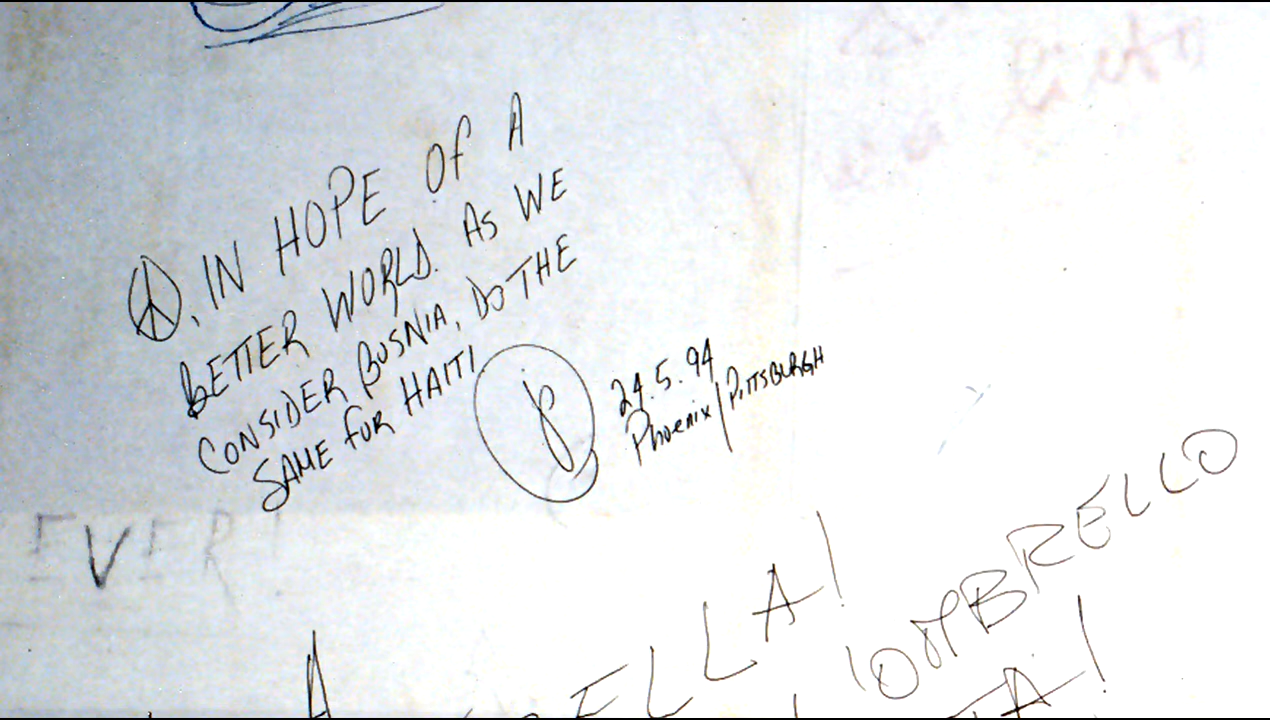 ☮, IN HOPE OF A
BETTER WORLD. AS WE
CONSIDER BOSNIA, DO THE
SAME FOR HAITI
24.5.94
Phoenix/PITTSBURGH
EVER!
ELLA!
L'OMBRELLO
TA!